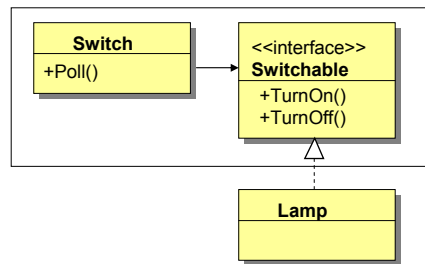 Switch
+Poll()
<<interface>>
Switchable
+TurnOn()
+TurnOff()
Lamp